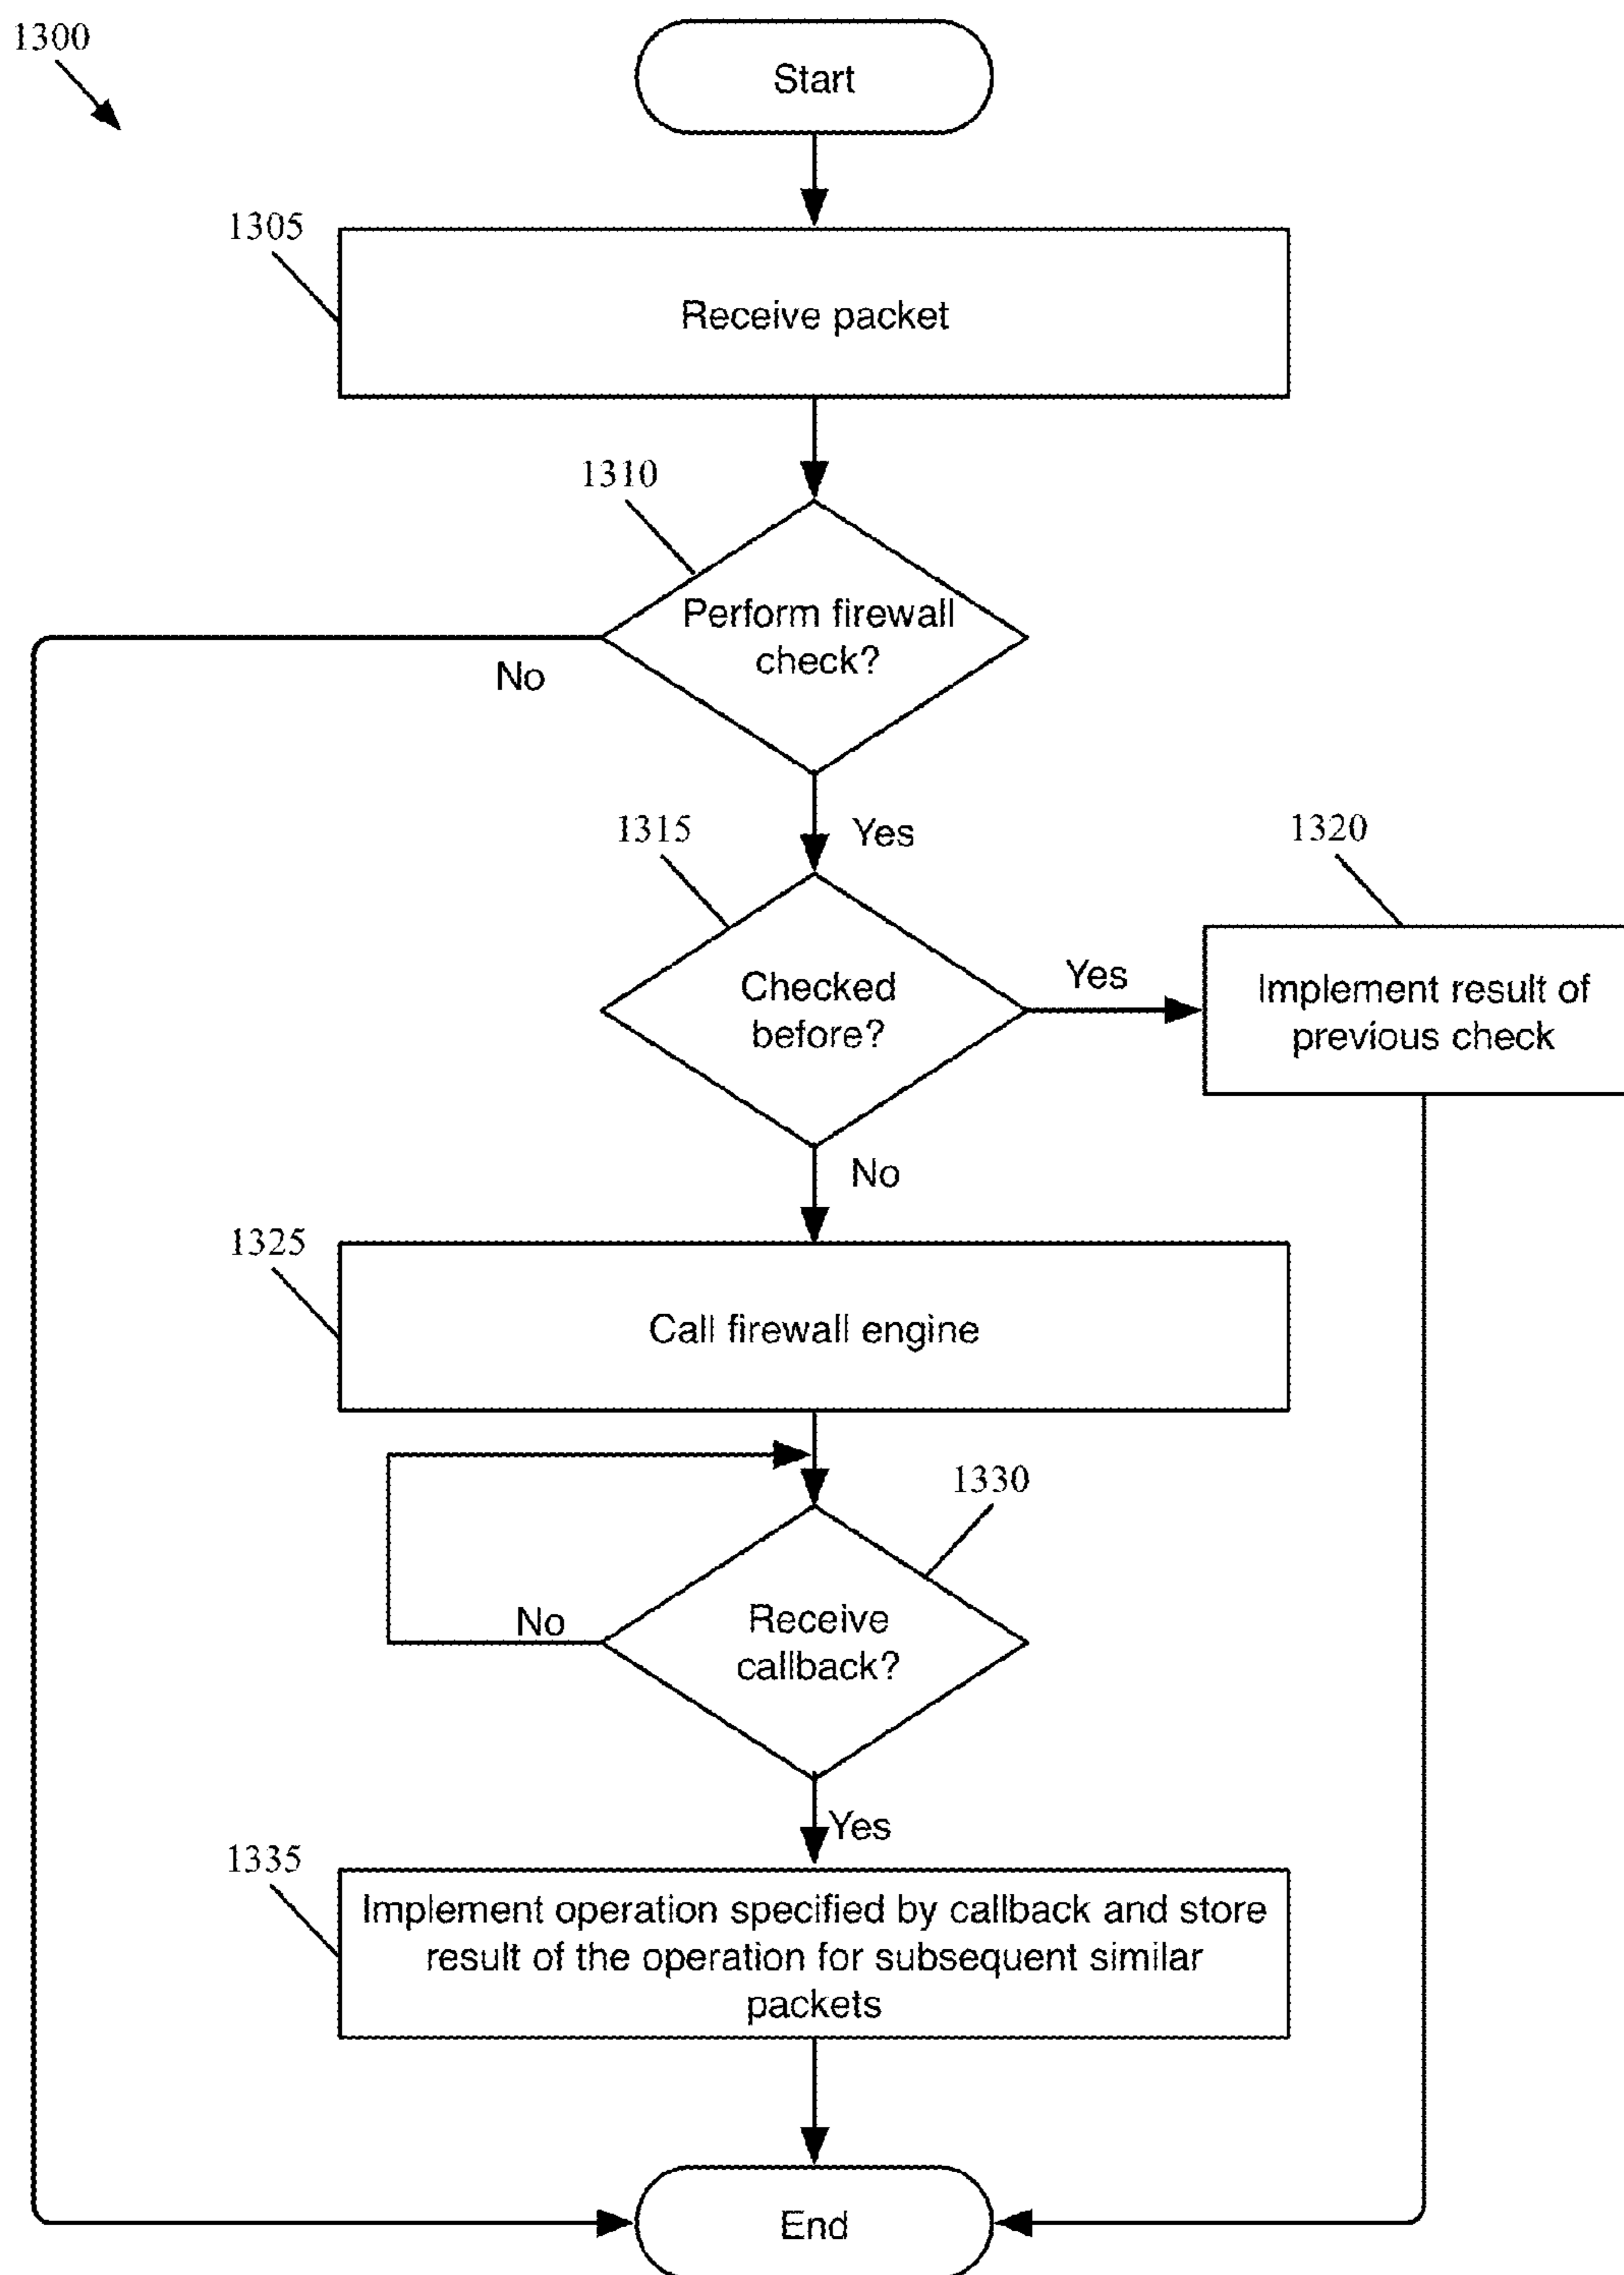 1300
Start
1305
Receive packet
1310
Perform firewall
check?
No
Yes
1315
1320
Checked
before?
Yes
Implement result of
previous check
No
1325
Call firewall engine
1330
Receive
callback?
No
Yes
1335
Implement operation specified by callback and store
result of the operation for subsequent similar
packets
End